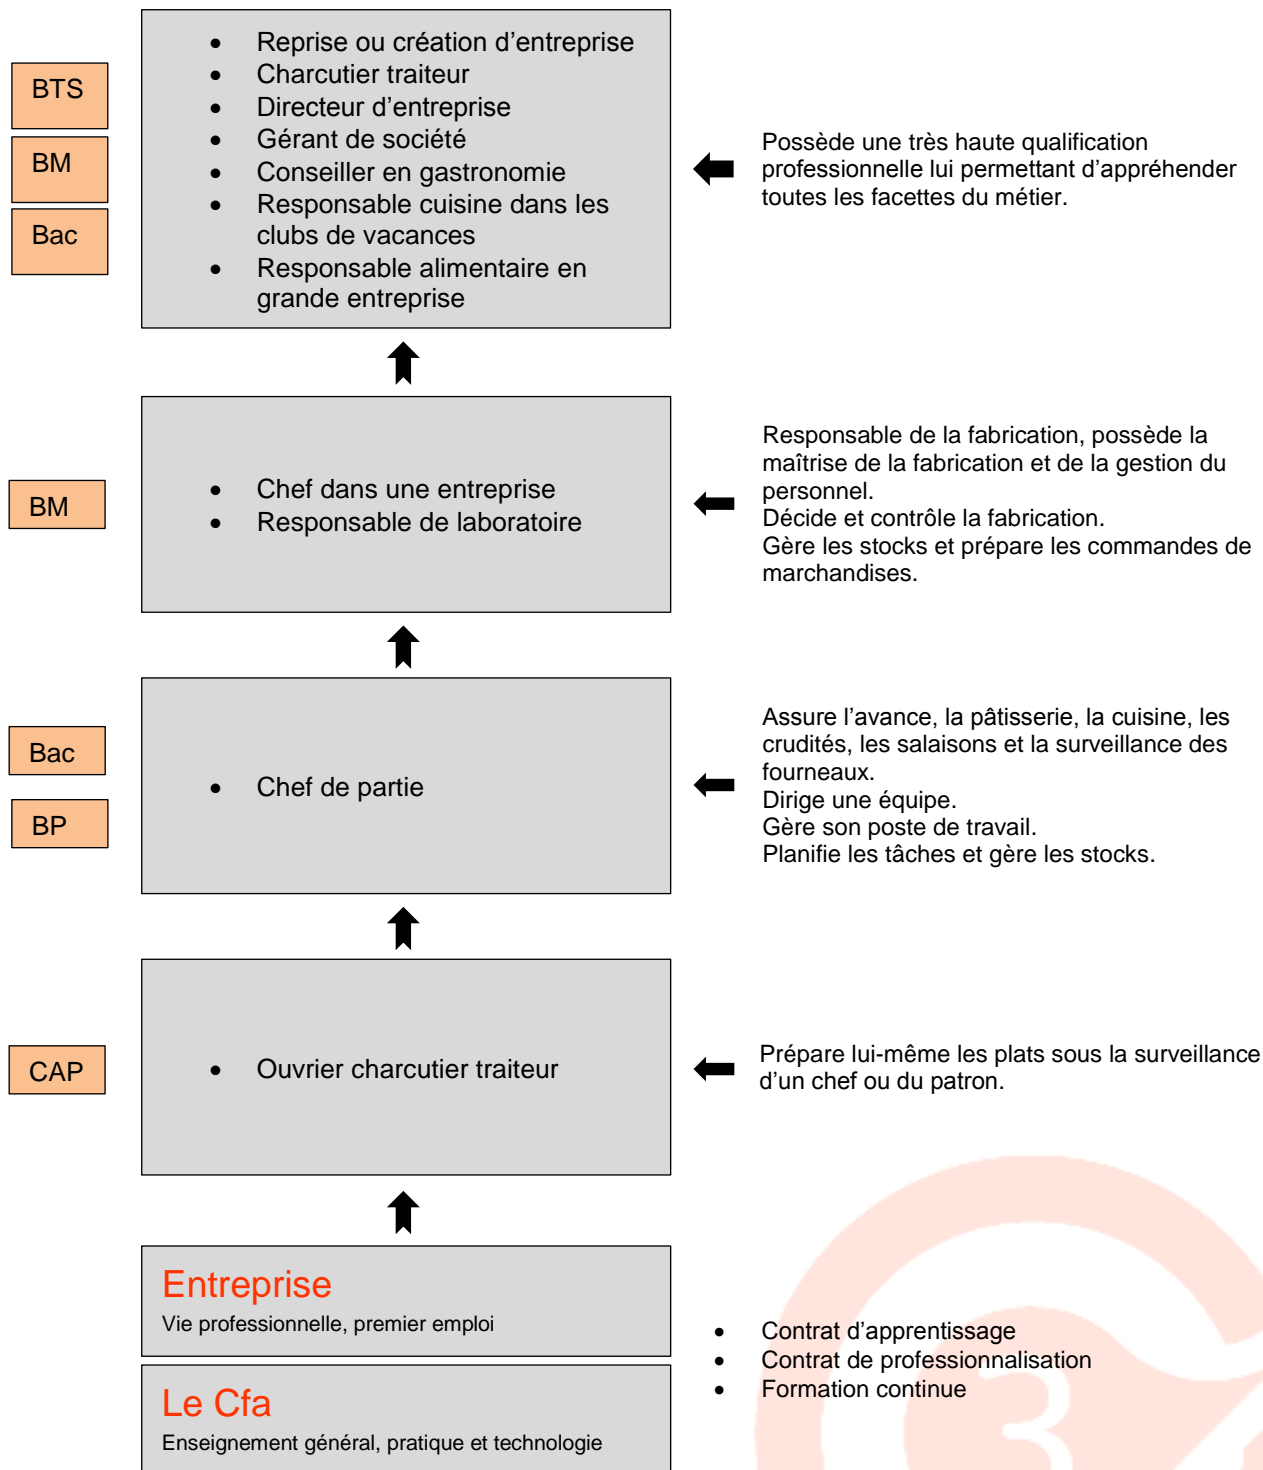 BTS
BM
Bac
• Reprise ou création d’entreprise
• Charcutier traiteur
• Directeur d’entreprise
• Gérant de société
• Conseiller en gastronomie
• Responsable cuisine dans les
clubs de vacances
• Responsable alimentaire en
grande entreprise
Possède une très haute qualification
professionnelle lui permettant d’appréhender
toutes les facettes du métier.
BM
• Chef dans une entreprise
• Responsable de laboratoire
Responsable de la fabrication, possède la
maîtrise de la fabrication et de la gestion du
personnel.
Décide et contrôle la fabrication.
Gère les stocks et prépare les commandes de
marchandises.
Bac
BP
• Chef de partie
Assure l’avance, la pâtisserie, la cuisine, les
crudités, les salaisons et la surveillance des
fourneaux.
Dirige une équipe.
Gère son poste de travail.
Planifie les tâches et gère les stocks.
CAP
• Ouvrier charcutier traiteur
Prépare lui-même les plats sous la surveillance
d’un chef ou du patron.
Entreprise
Vie professionnelle, premier emploi
Le Cfa
Enseignement général, pratique et technologie
• Contrat d’apprentissage
• Contrat de professionnalisation
• Formation continue
3